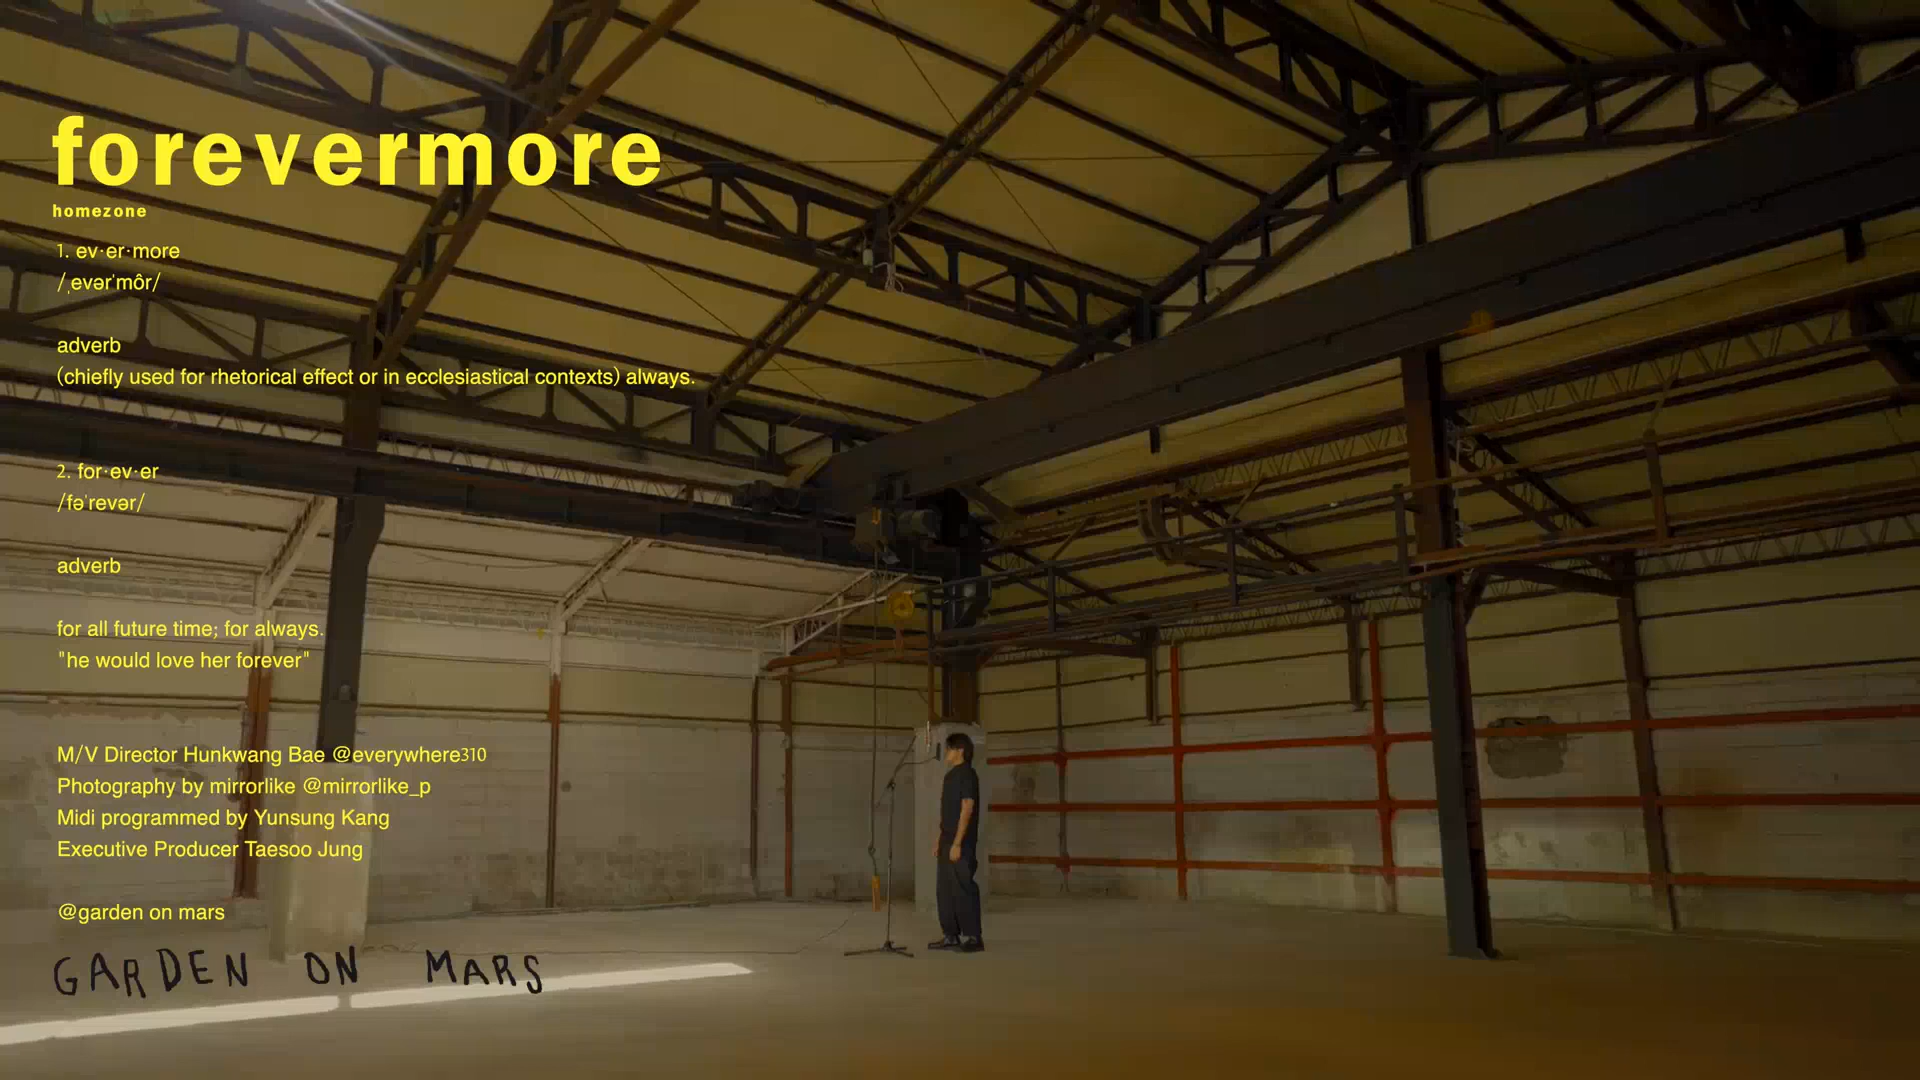 forevermore
homezone
1. ev·er·more
/ˌevərˈmôr/
adverb
(chiefly used for rhetorical effect or in ecclesiastical contexts) always.
2. for·ev·er
/fəˈrevər/
adverb
for all future time; for always.
"he would love her forever"
M/V Director Hunkwang Bae @everywhere310
Photography by mirrorlike @mirrorlike_p
Midi programmed by Yunsung Kang
Executive Producer Taesoo Jung
@garden on mars
GARDEN ON MARS